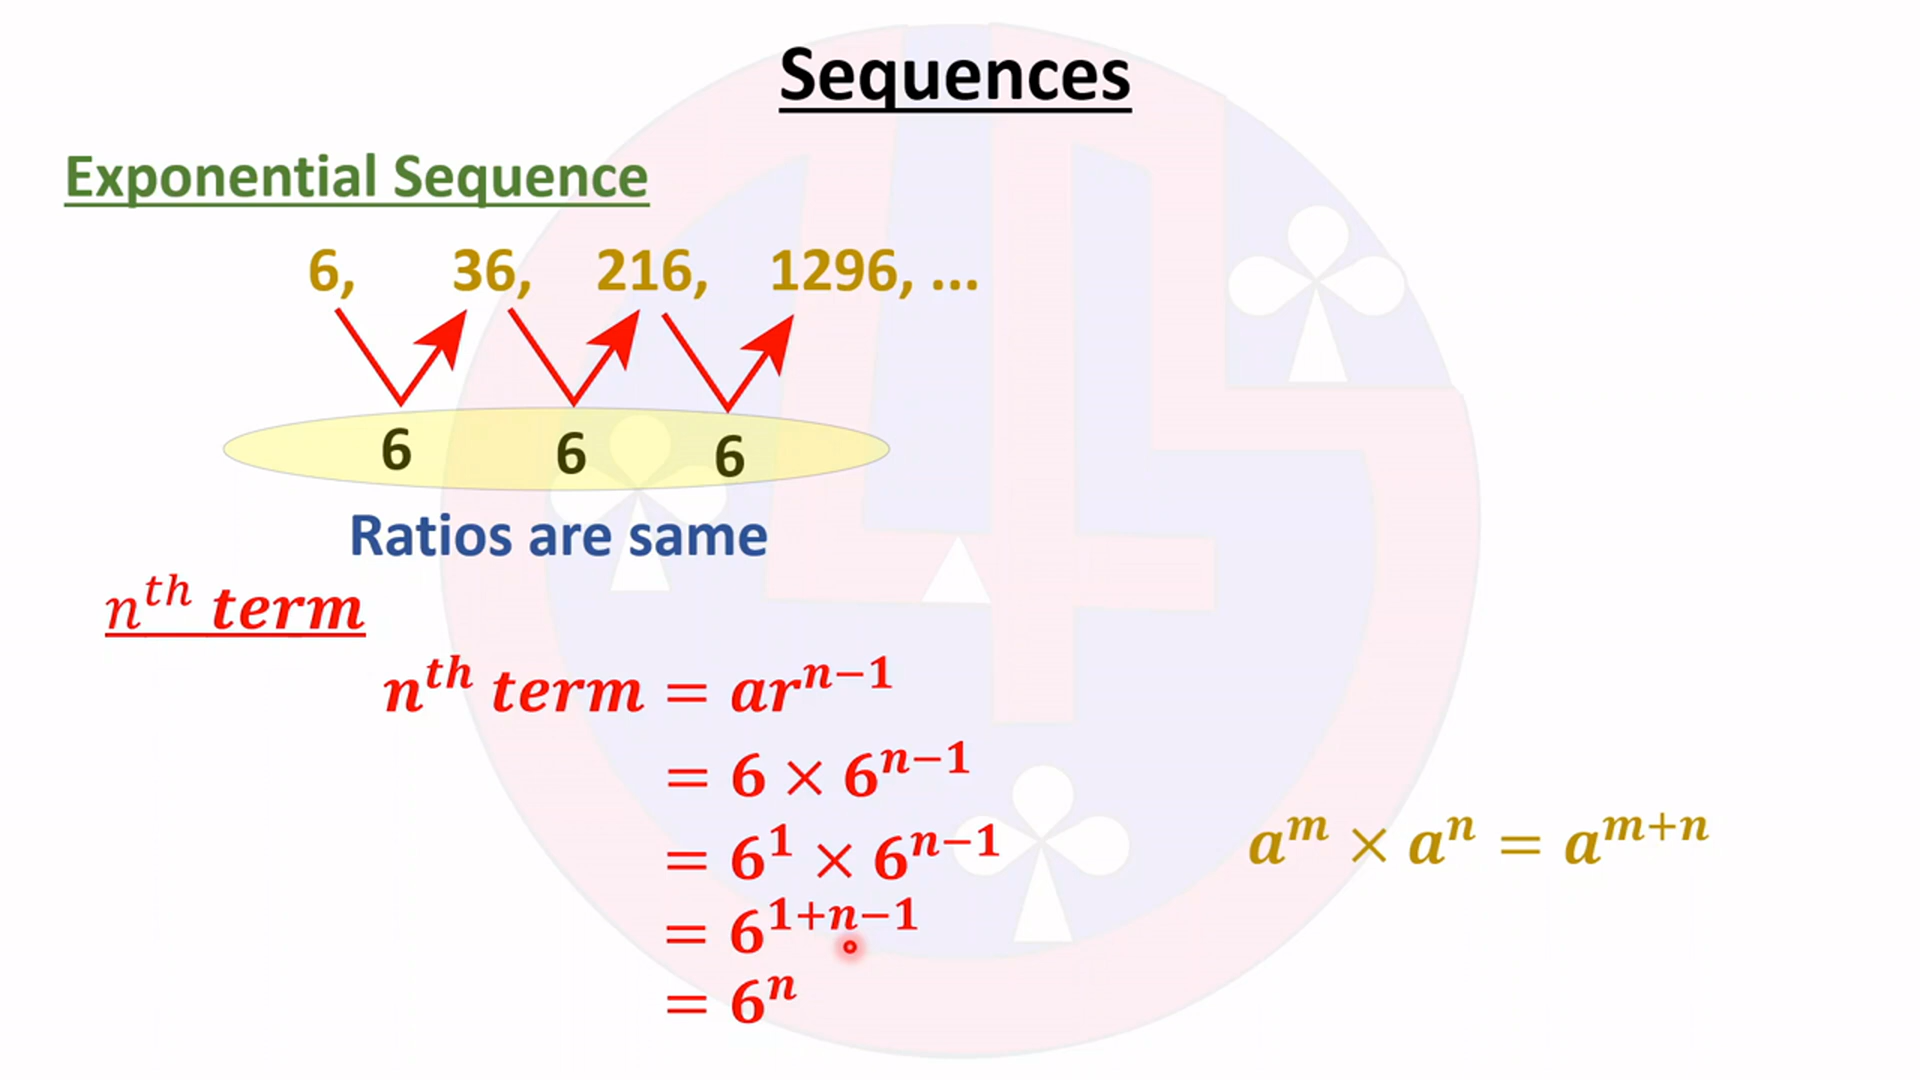 Sequences
Exponential Sequence
6, 36, 216, 1296, ...
6 6 6
Ratios are same
nᵗʰ term
nᵗʰ term = arⁿ⁻¹
= 6 × 6ⁿ⁻¹
= 6¹ × 6ⁿ⁻¹
aᵐ × aⁿ = aᵐ⁺ⁿ
= 6¹⁺ⁿ⁻¹
= 6ⁿ